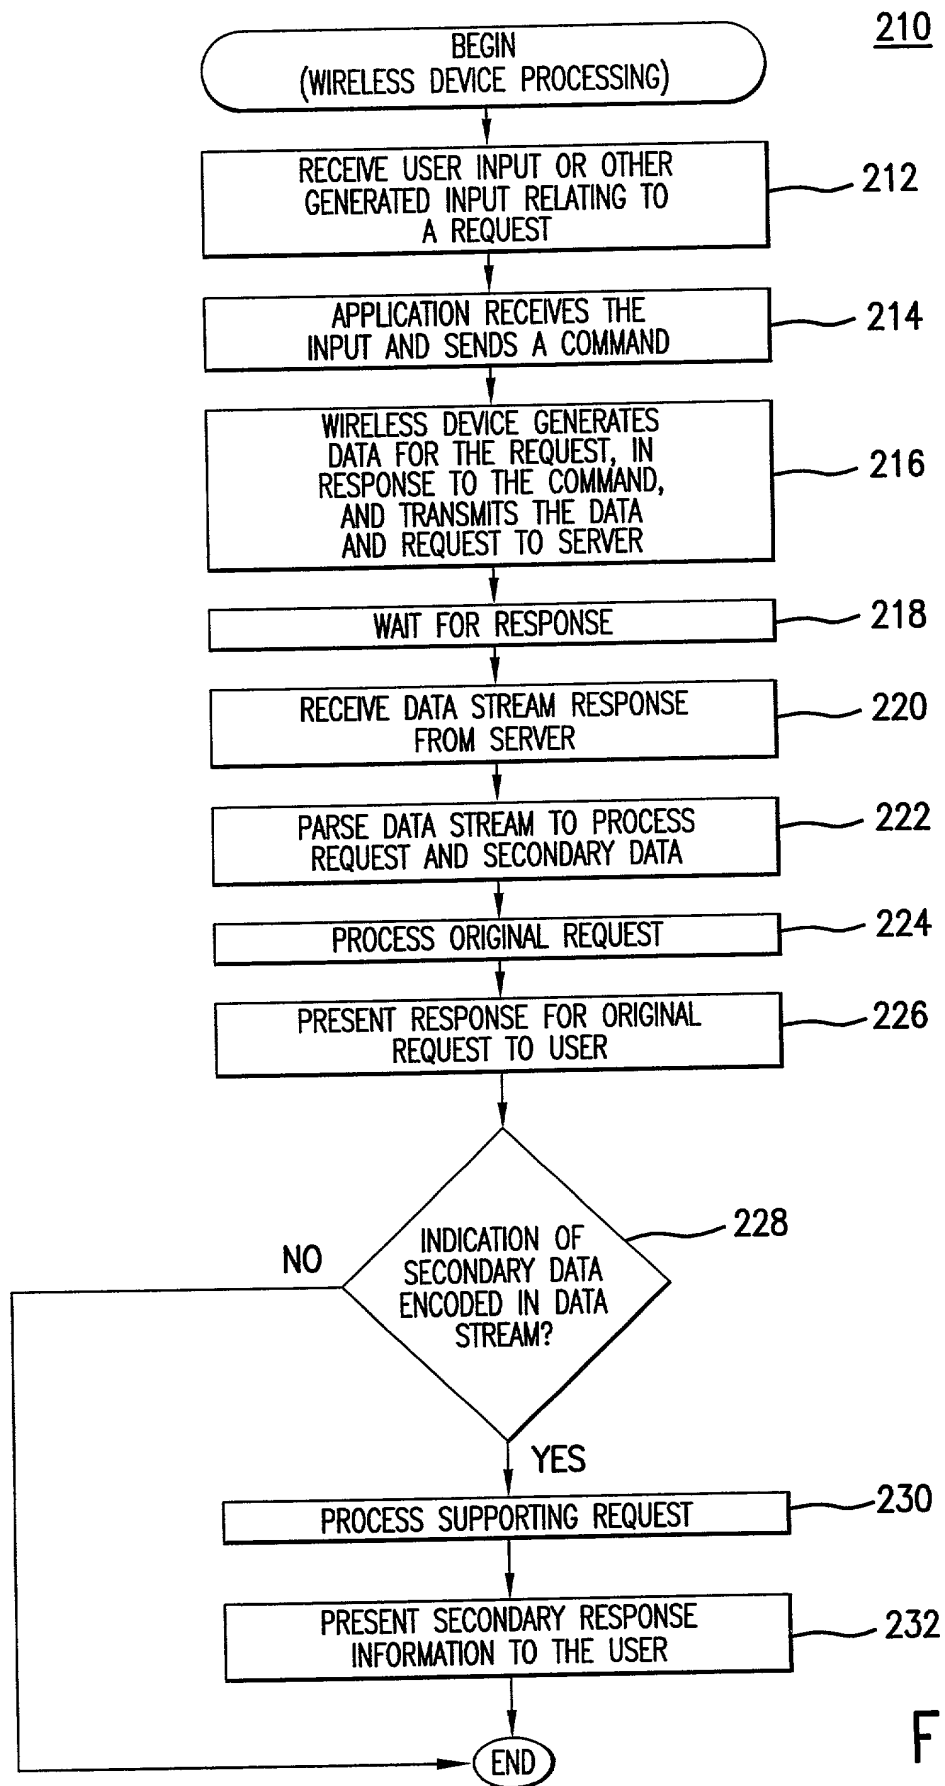 210
BEGIN
(WIRELESS DEVICE PROCESSING)
RECEIVE USER INPUT OR OTHER
GENERATED INPUT RELATING TO
A REQUEST
212
APPLICATION RECEIVES THE
INPUT AND SENDS A COMMAND
214
WIRELESS DEVICE GENERATES
DATA FOR THE REQUEST, IN
RESPONSE TO THE COMMAND,
AND TRANSMITS THE DATA
AND REQUEST TO SERVER
216
WAIT FOR RESPONSE
218
RECEIVE DATA STREAM RESPONSE
FROM SERVER
220
PARSE DATA STREAM TO PROCESS
REQUEST AND SECONDARY DATA
222
PROCESS ORIGINAL REQUEST
224
PRESENT RESPONSE FOR ORIGINAL
REQUEST TO USER
226
INDICATION OF
SECONDARY DATA
ENCODED IN DATA
STREAM?
228
NO
YES
PROCESS SUPPORTING REQUEST
230
PRESENT SECONDARY RESPONSE
INFORMATION TO THE USER
232
END
F